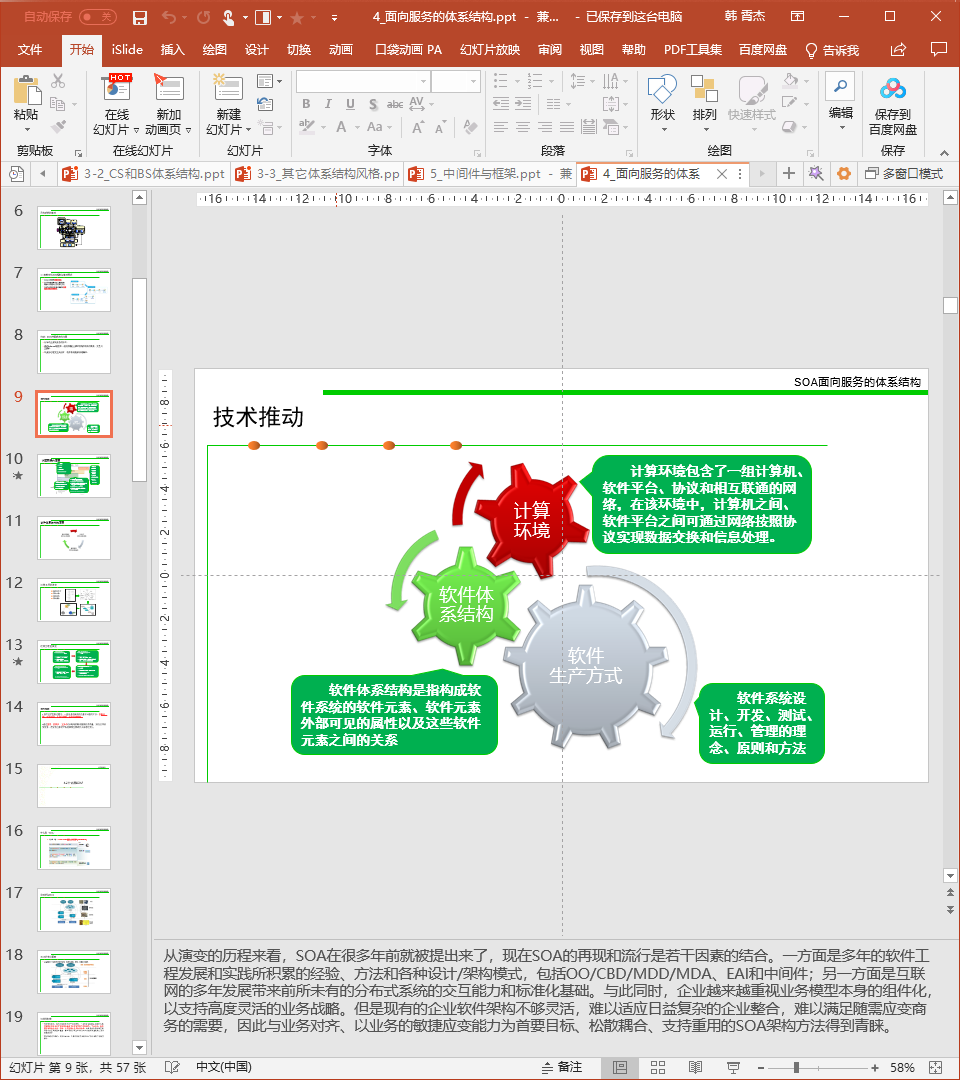 自动保存 关 4_面向服务的体系结构.ppt - 兼... - 已保存到这台电脑 韩 霄杰
文件 开始 iSlide 插入 绘图 设计 切换 动画 口袋动画 PA 幻灯片放映 审阅 视图 帮助 PDF工具集 百度网盘 告诉我
粘贴
HOT
在线
幻灯片
新加
动画页
新建
幻灯片
B I U S abc AV
A Aa A A
形状
排列
快速样式
编辑
保存到
百度网盘
剪贴板 在线幻灯片 幻灯片 字体 段落 绘图 保存
3-2_CS和BS体系结构.ppt 3-3_其它体系结构风格.pp 5_中间件与框架.ppt - 兼 4_面向服务的体系 多窗口模式
16 14 12 10 8 6 4 2 0 2 4 6 8 10 12 14 16
8 6 4 2 0 2 4 6 8
6
7
8
9
10
11
12
13
14
15
16
17
18
19
SOA面向服务的体系结构
技术推动
计算
环境
计算环境包含了一组计算机、
软件平台、协议和相互联通的网
络，在该环境中，计算机之间、
软件平台之间可通过网络按照协
议实现数据交换和信息处理。
软件体
系结构
软件
生产方式
软件体系结构是指构成软
件系统的软件元素、软件元素
外部可见的属性以及这些软件
元素之间的关系
软件系统设
计、开发、测试、
运行、管理的理
念、原则和方法
从演变的历程来看，SOA在很多年前就被提出来了，现在SOA的再现和流行是若干因素的结合。一方面是多年的软件工
程发展和实践所积累的经验、方法和各种设计/架构模式，包括OO/CBD/MDD/MDA、EAI和中间件；另一方面是互联
网的多年发展带来前所未有的分布式系统的交互能力和标准化基础。与此同时，企业越来越重视业务模型本身的组件化，
以支持高度灵活的业务战略。但是现有的企业软件架构不够灵活，难以适应日益复杂的企业整合，难以满足随需应变商
务的需要，因此与业务对齐、以业务的敏捷应变能力为首要目标、松散耦合、支持重用的SOA架构方法得到青睐。
幻灯片 第 9 张，共 57 张 中文(中国) 备注 58%